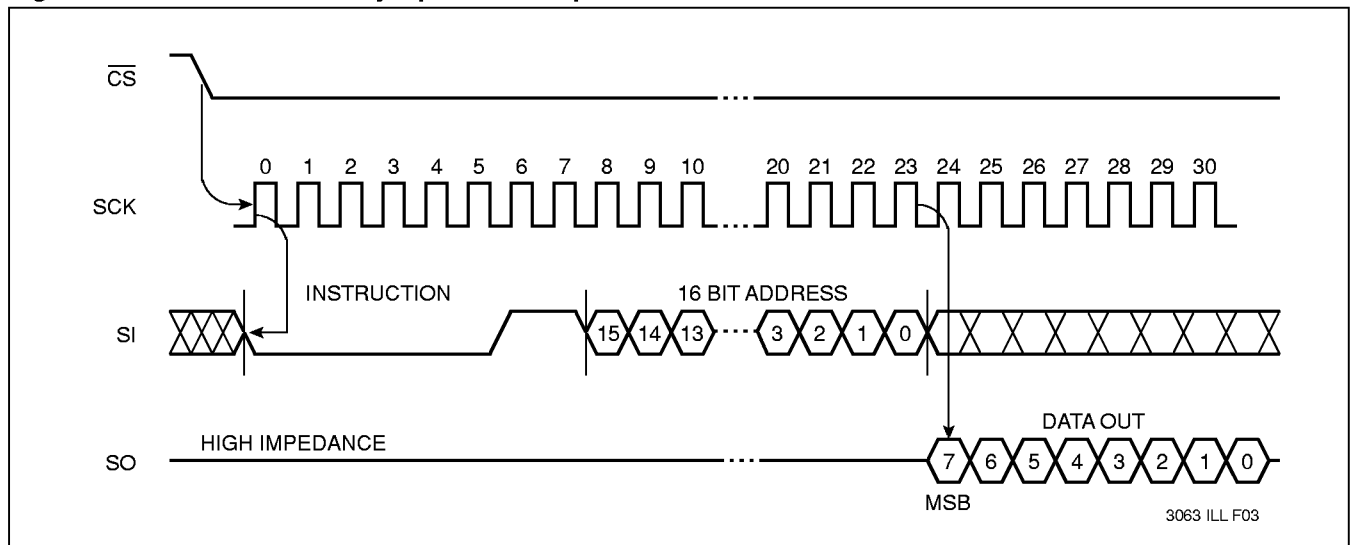 CS
0 1 2 3 4 5 6 7 8 9 10 20 21 22 23 24 25 26 27 28 29 30
SCK
INSTRUCTION
16 BIT ADDRESS
SI
15 14 13 3 2 1 0
DATA OUT
HIGH IMPEDANCE
SO
7 6 5 4 3 2 1 0
MSB
3063 ILL F03